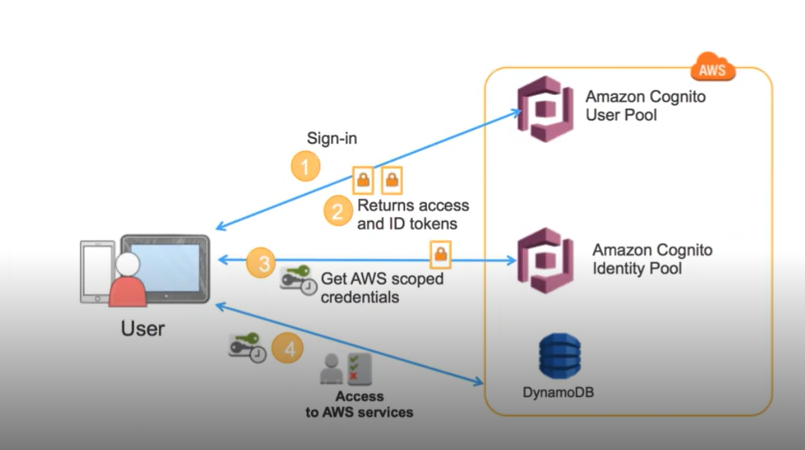 AWS
Amazon Cognito
User Pool
Sign-in
1
2
Returns access
and ID tokens
3
Amazon Cognito
Identity Pool
Get AWS scoped
credentials
User
4
DynamoDB
Access
to AWS services